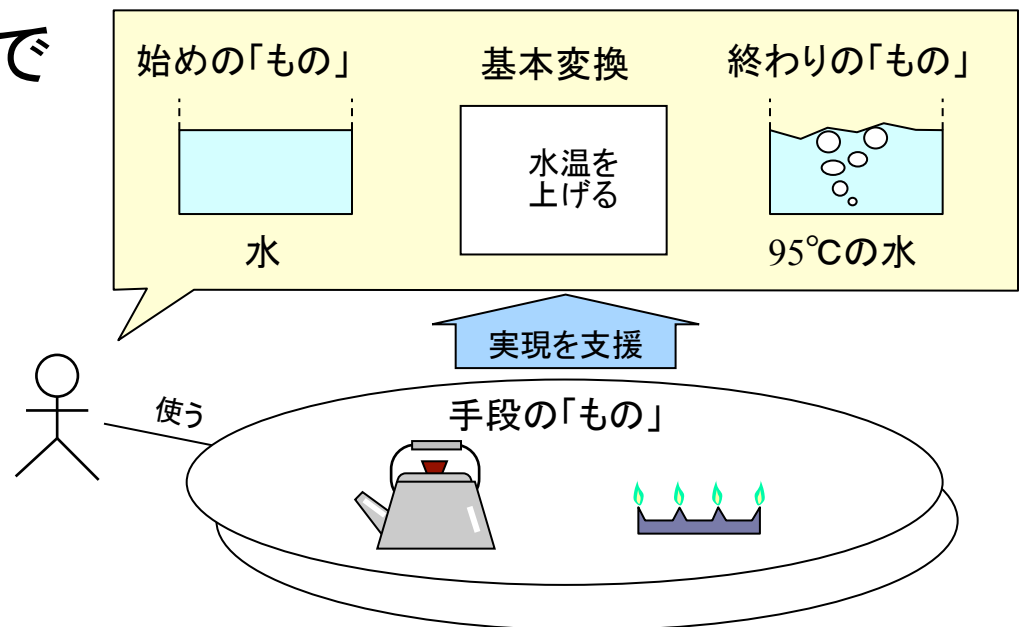 で
始めの「もの」
基本変換
終わりの「もの」
水温を
上げる
水
95℃の水
実現を支援
使う
手段の「もの」